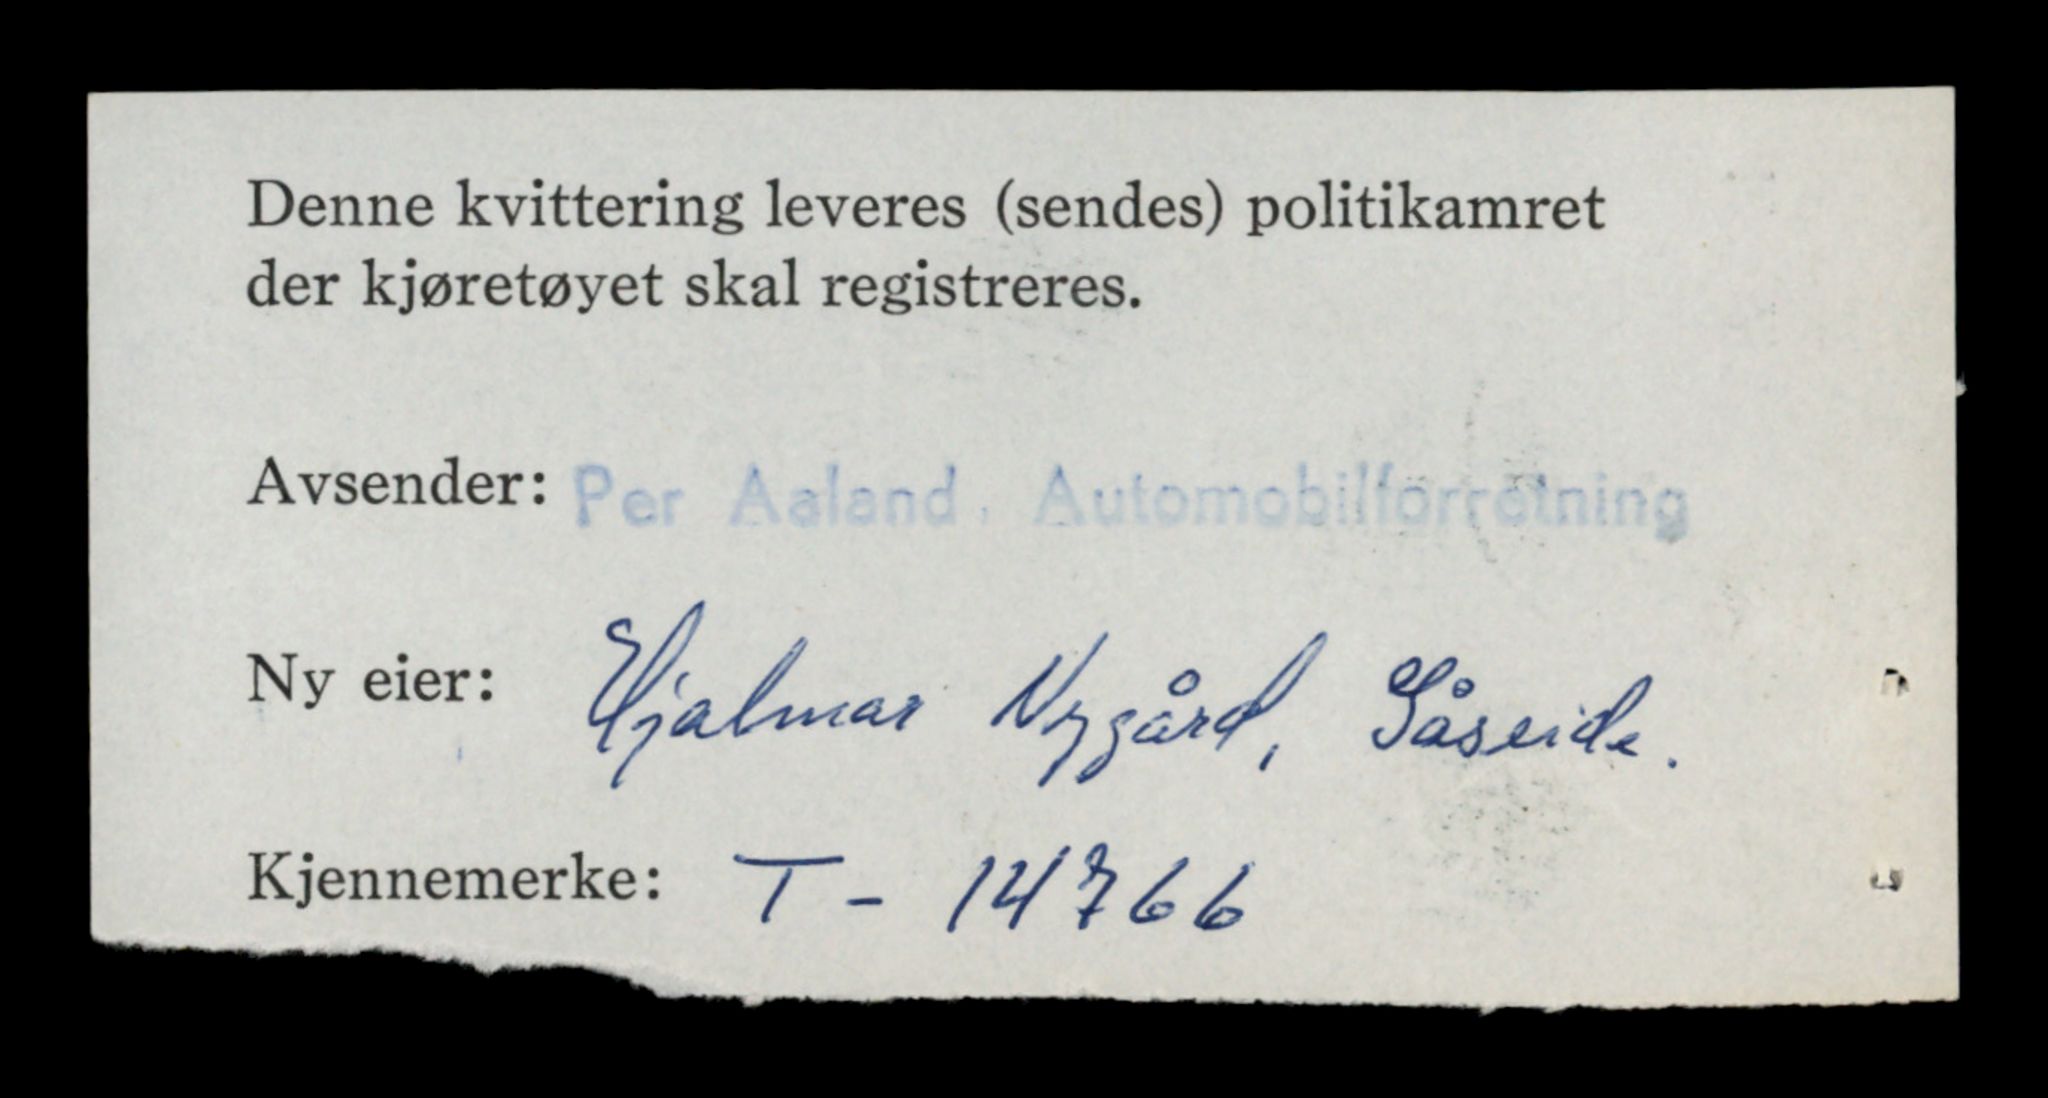 Denne kvittering leveres (sendes) politikamret
der kjøretøyet skal registreres.
Avsender: Per Aaland, Automobilforretning
Ny eier: Hjalmar Nygård, Gåseide.
Kjennemerke: T - 14766